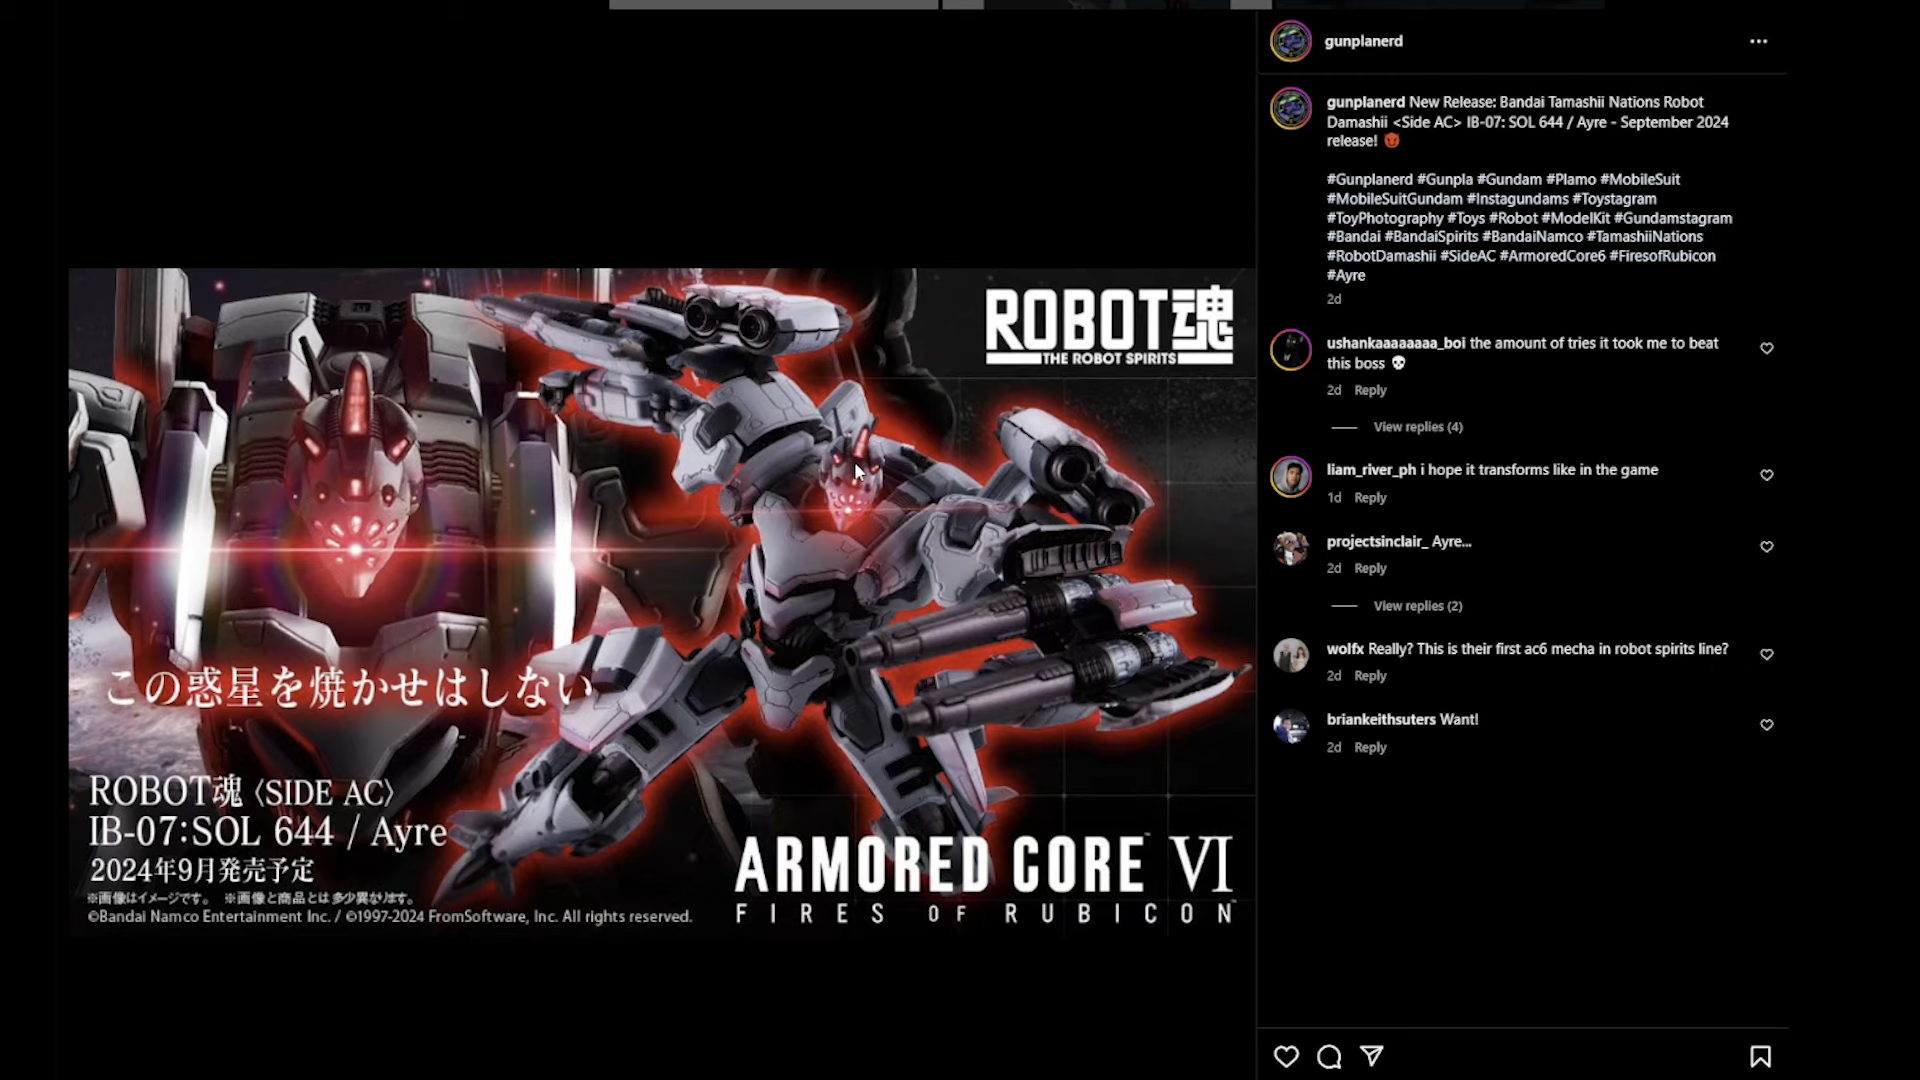 ROBOT魂
THE ROBOT SPIRITS
この惑星を焼かせはしない
ROBOT魂 〈SIDE AC〉
IB-07:SOL 644 / Ayre
2024年9月発売予定
※画像はイメージです。 ※画像と商品とは多少異なります。
©Bandai Namco Entertainment Inc. / ©1997-2024 FromSoftware, Inc. All rights reserved.
ARMORED CORE VI
FIRES OF RUBICON
gunplanerd
gunplanerd New Release: Bandai Tamashii Nations Robot
Damashii <Side AC> IB-07: SOL 644 / Ayre - September 2024
release! 😈
#Gunplanerd #Gunpla #Gundam #Plamo #MobileSuit
#MobileSuitGundam #Instagundams #Toystagram
#ToyPhotography #Toys #Robot #ModelKit #Gundamstagram
#Bandai #BandaiSpirits #BandaiNamco #TamashiiNations
#RobotDamashii #SideAC #ArmoredCore6 #FiresofRubicon
#Ayre
2d
ushankaaaaaaaa_boi the amount of tries it took me to beat
this boss 💀
2d Reply
View replies (4)
liam_river_ph i hope it transforms like in the game
1d Reply
projectsinclair_ Ayre...
2d Reply
View replies (2)
wolfx Really? This is their first ac6 mecha in robot spirits line?
2d Reply
briankeithsuters Want!
2d Reply